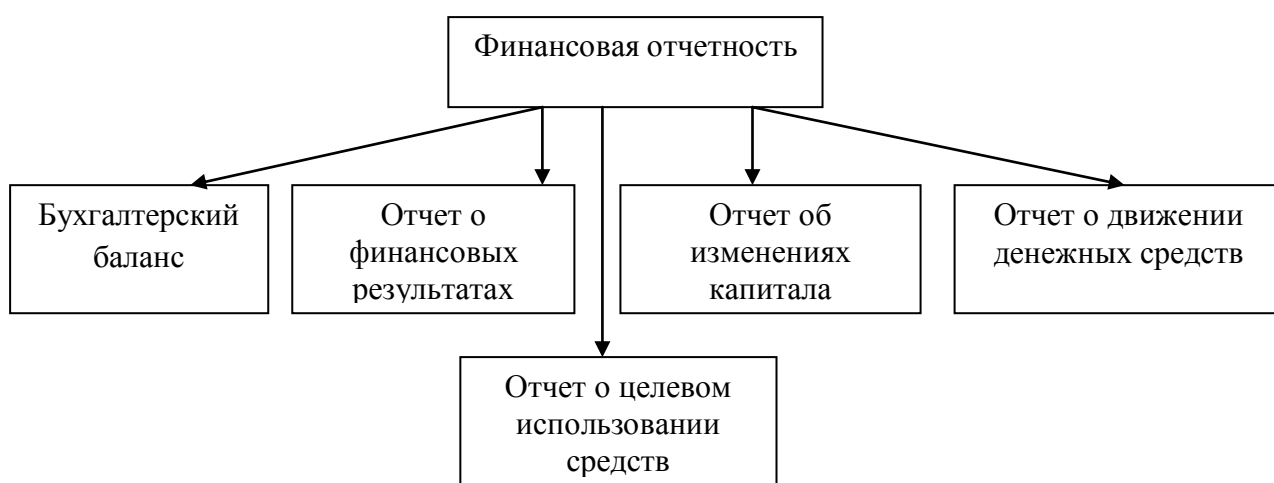 Финансовая отчетность
Бухгалтерский
баланс
Отчет о
финансовых
результатах
Отчет об
изменениях
капитала
Отчет о движении
денежных средств
Отчет о целевом
использовании
средств